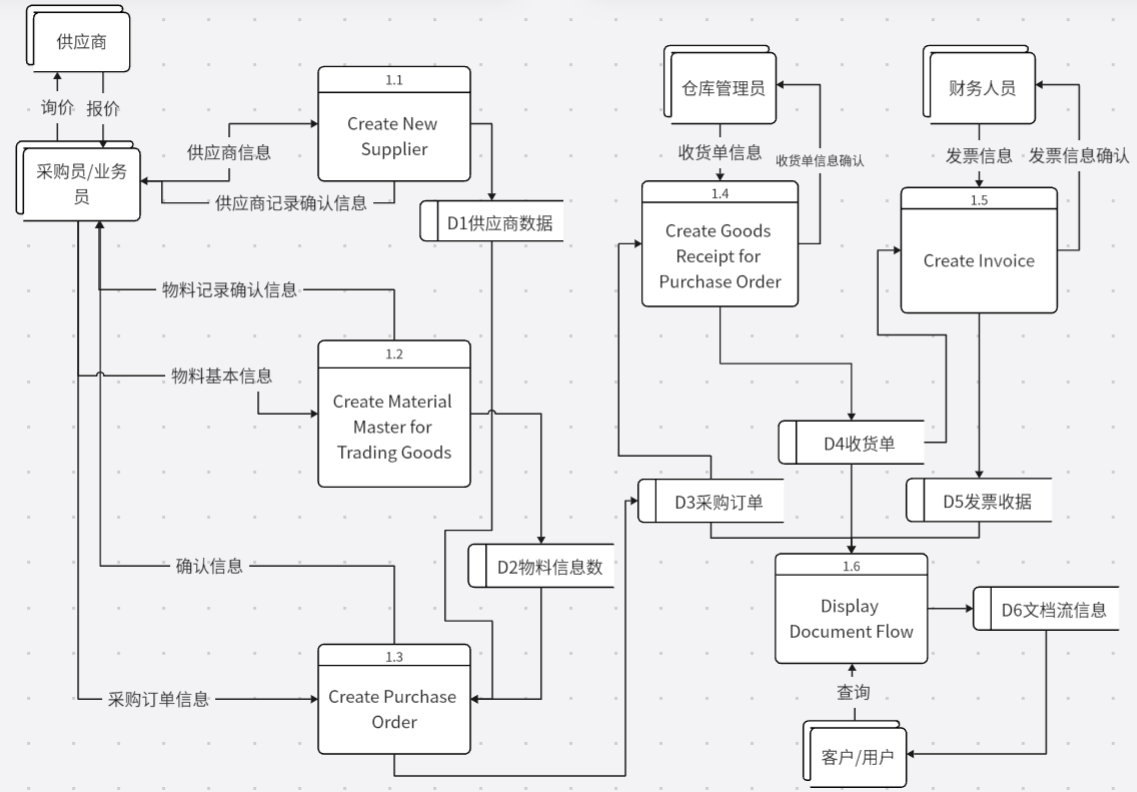 供应商
询价
报价
采购员/业务
员
供应商信息
供应商记录确认信息
1.1
Create New
Supplier
D1供应商数据
物料记录确认信息
物料基本信息
1.2
Create Material
Master for
Trading Goods
D2物料信息数
确认信息
采购订单信息
1.3
Create Purchase
Order
仓库管理员
收货单信息
收货单信息确认
1.4
Create Goods
Receipt for
Purchase Order
财务人员
发票信息
发票信息确认
1.5
Create Invoice
D4收货单
D3采购订单
D5发票收据
1.6
Display
Document Flow
D6文档流信息
查询
客户/用户